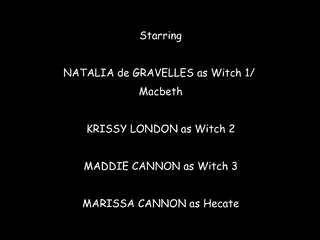 Starring
NATALIA de GRAVELLES as Witch 1/
Macbeth
KRISSY LONDON as Witch 2
MADDIE CANNON as Witch 3
MARISSA CANNON as Hecate